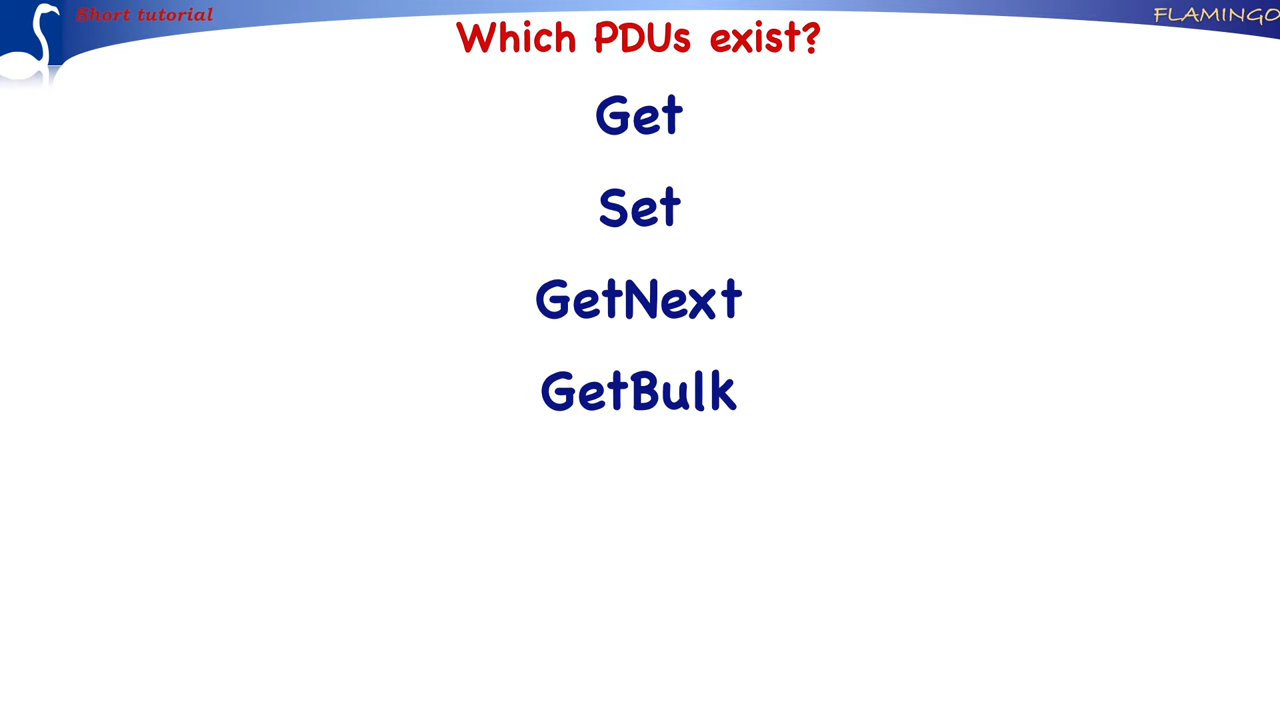 Short tutorial
FLAMINGO
Which PDUs exist?
Get
Set
GetNext
GetBulk